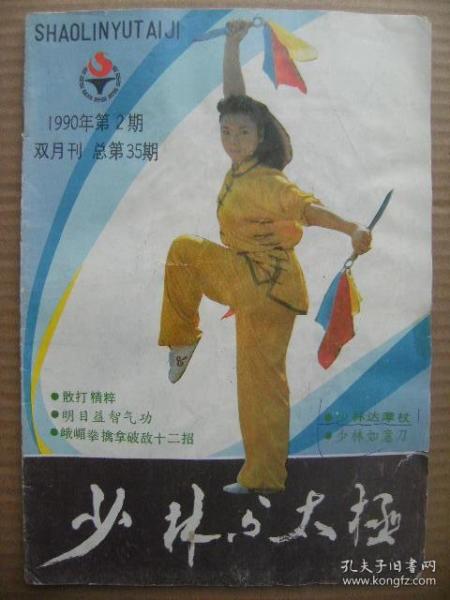 SHAOLINYUTAIJI
1990年第2期
双月刊 总第35期
●散打精粹
●明目益智气功
●峨嵋拳擒拿破敌十二招
●少林达摩杖
●少林如意刀
少林与太极
孔夫子旧书网
www.kongfz.com